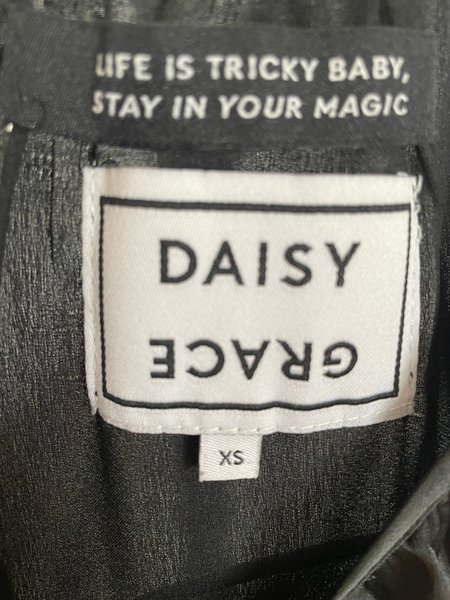 LIFE IS TRICKY BABY,
STAY IN YOUR MAGIC
DAISY
GRACE
XS